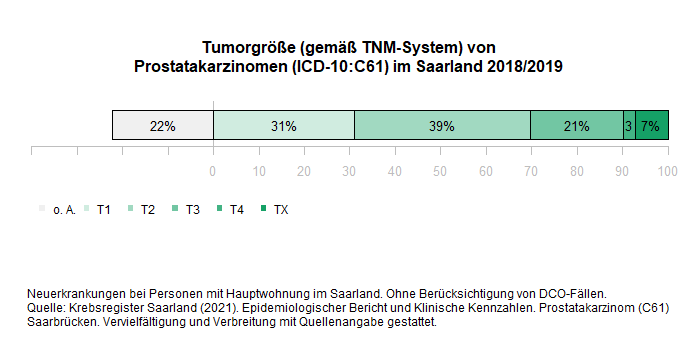 Tumorgröße (gemäß TNM-System) von
Prostatakarzinomen (ICD-10:C61) im Saarland 2018/2019
22% 31% 39% 21% 3 7%
0 10 20 30 40 50 60 70 80 90 100
o. A. T1 T2 T3 T4 TX
Neuerkrankungen bei Personen mit Hauptwohnung im Saarland. Ohne Berücksichtigung von DCO-Fällen.
Quelle: Krebsregister Saarland (2021). Epidemiologischer Bericht und Klinische Kennzahlen. Prostatakarzinom (C61)
Saarbrücken. Vervielfältigung und Verbreitung mit Quellenangabe gestattet.